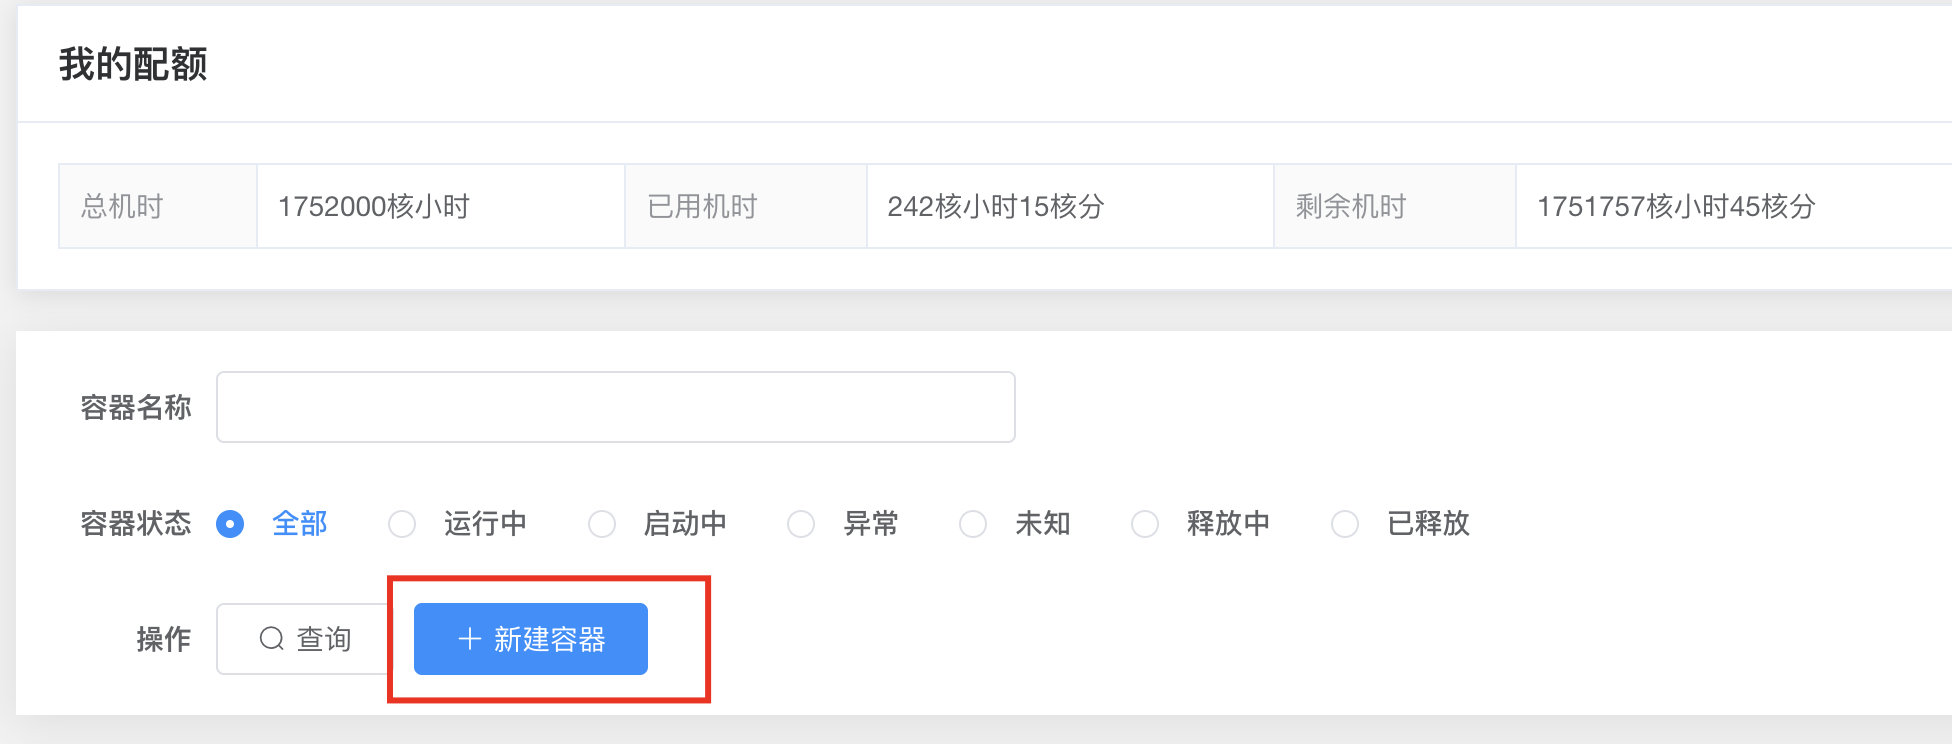 我的配额
总机时 1752000核小时 已用机时 242核小时15核分 剩余机时 1751757核小时45核分
容器名称
容器状态 全部 运行中 启动中 异常 未知 释放中 已释放
操作 查询 新建容器